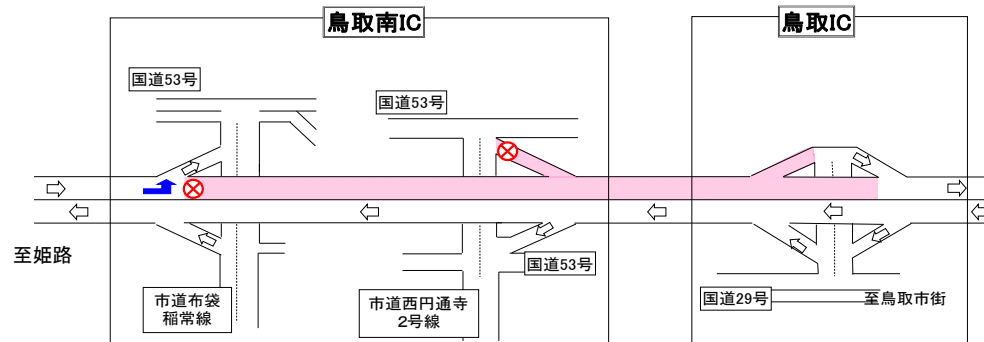 鳥取南IC
鳥取IC
国道53号
国道53号
至姫路
国道53号
市道布袋
稲常線
市道西円通寺
2号線
国道29号
至鳥取市街